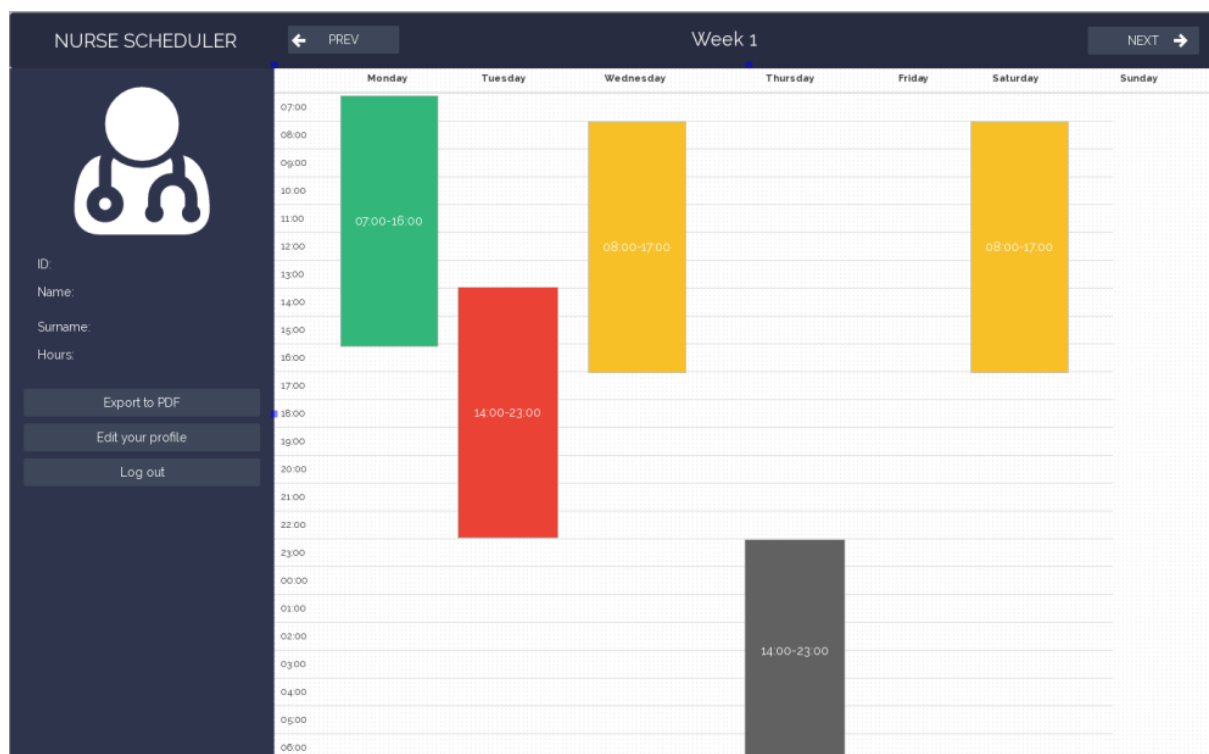 NURSE SCHEDULER
PREV
Week 1
NEXT
Monday Tuesday Wednesday Thursday Friday Saturday Sunday
ID:
Name:
Surname:
Hours:
Export to PDF
Edit your profile
Log out
07:00
08:00
09:00
10:00
11:00
12:00
13:00
14:00
15:00
16:00
17:00
18:00
19:00
20:00
21:00
22:00
23:00
00:00
01:00
02:00
03:00
04:00
05:00
06:00
07:00-16:00
14:00-23:00
08:00-17:00
14:00-23:00
08:00-17:00